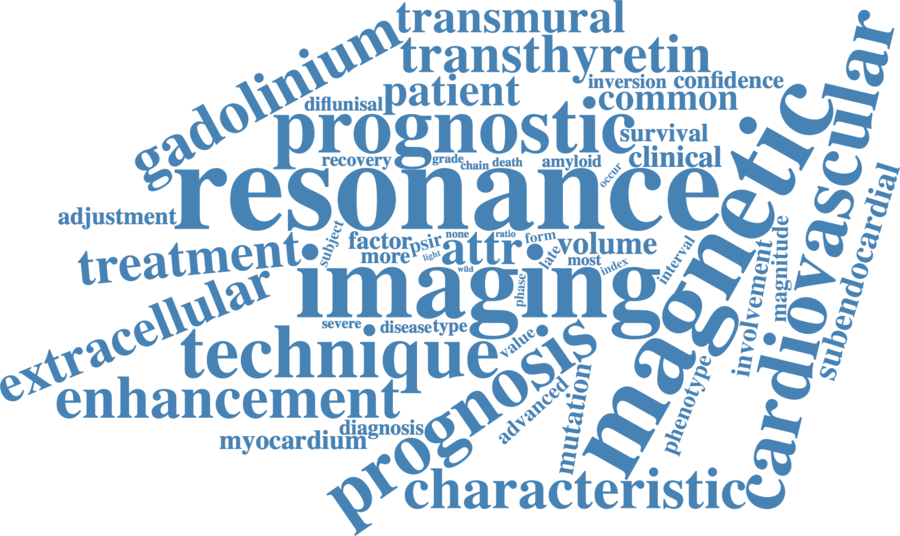 transmural
gadolinium
transthyretin
inversion
confidence
diflunisal
patient
common
prognostic
survival
recovery
grade
chain
death
amyloid
clinical
occur
magnetic
cardiovascular
resonance
subendocardial
adjustment
subject
factor
psir
none
ratio
form
volume
interval
magnitude
treatment
more
light
attr
late
most
index
wild
involvement
imaging
phase
extracellular
severe
disease
type
value
technique
phenotype
enhancement
prognosis
advanced
mutation
diagnosis
myocardium
characteristic